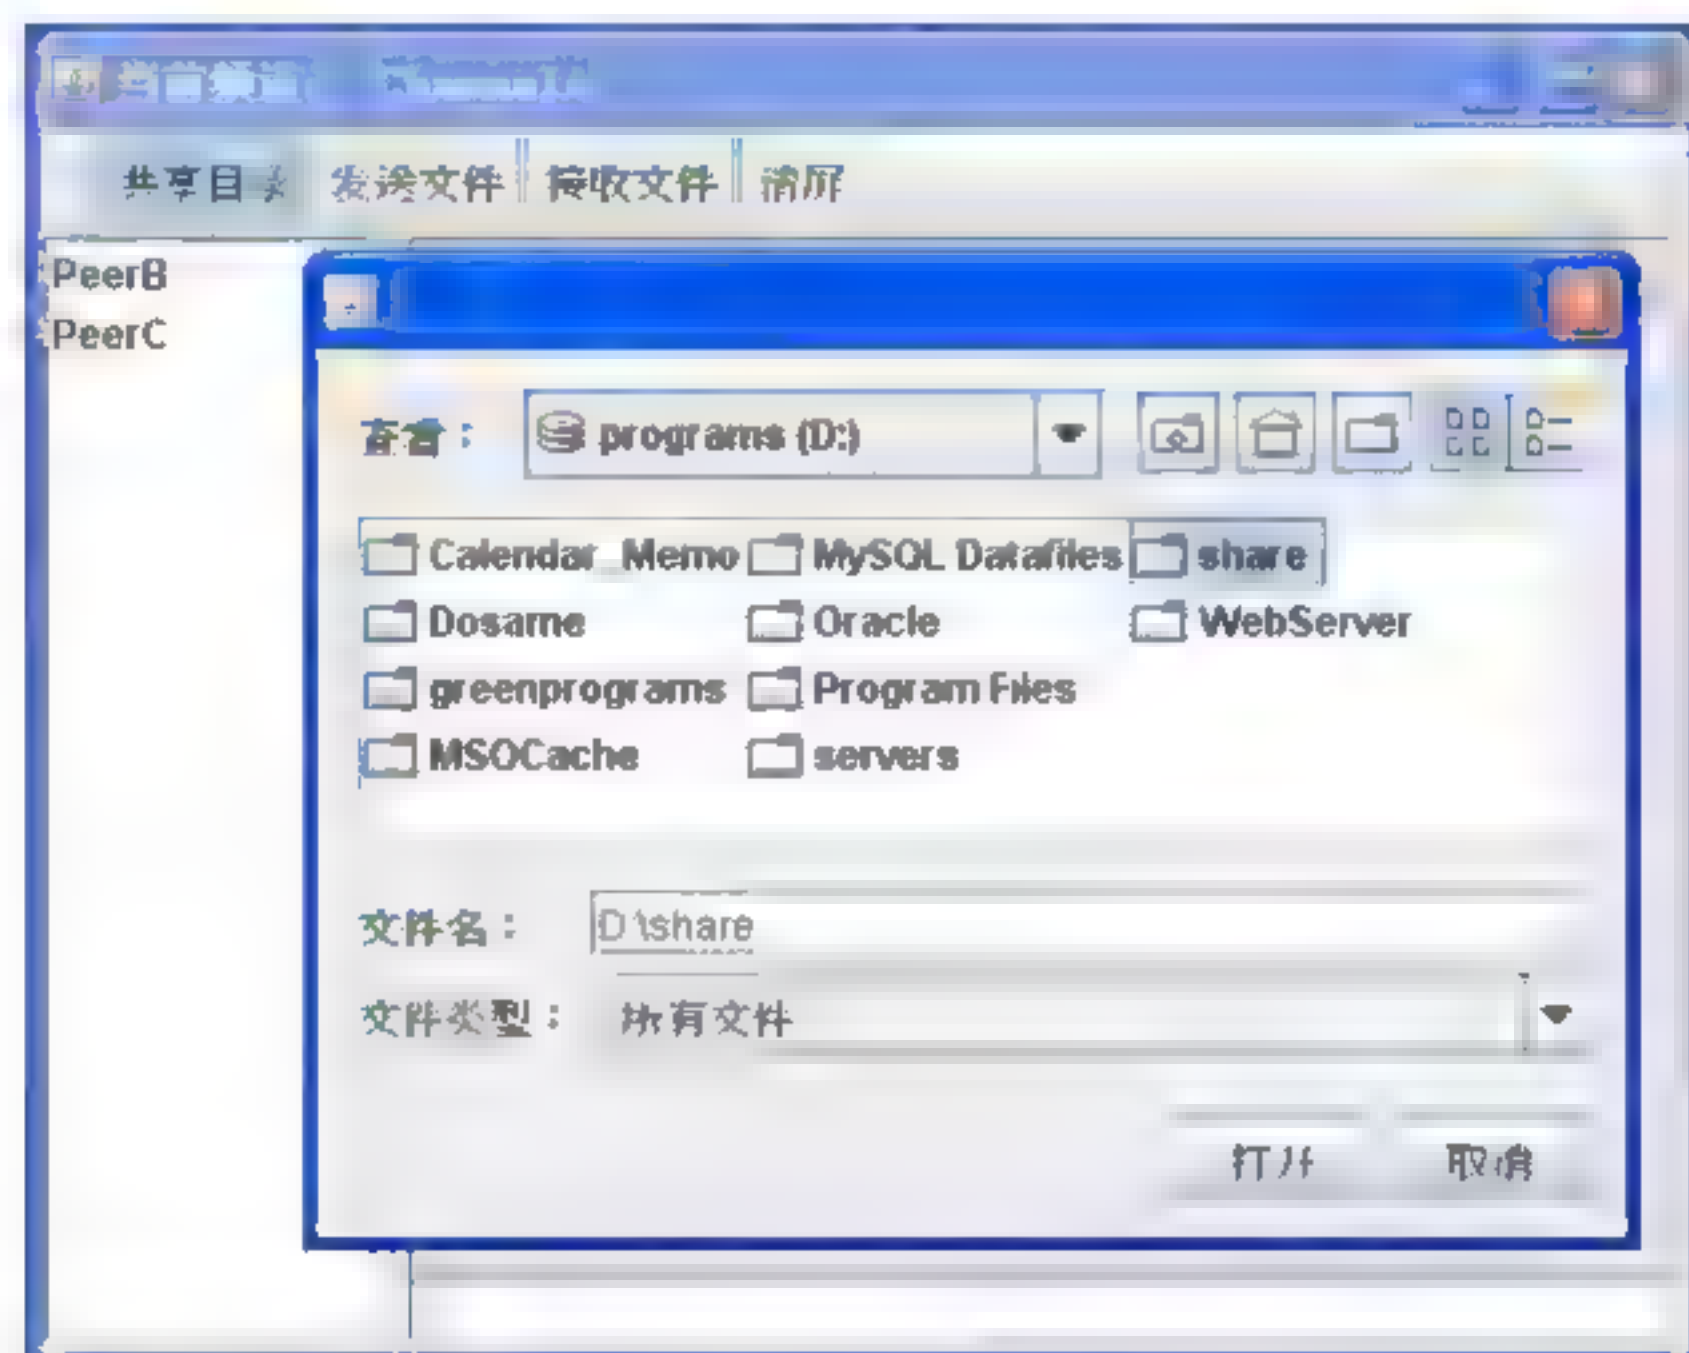 共享目录 发送文件 接收文件 清屏
PeerB
PeerC
查看： programs (D:)
Calendar_Memo MySQL Datafiles share
Dosame Oracle WebServer
greenprograms Program Files
MSOCache servers
文件名： D:\share
文件类型： 所有文件
打开 取消